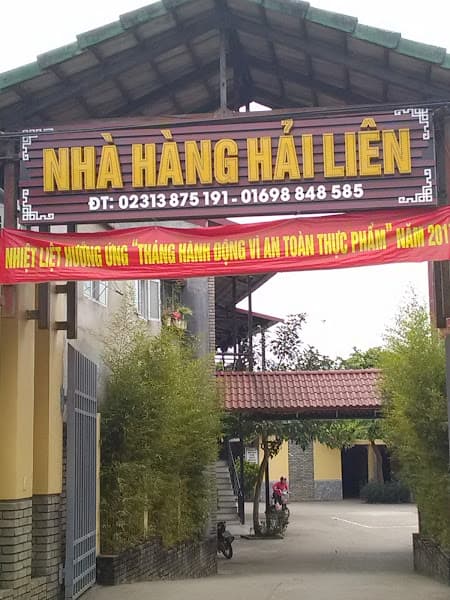 NHÀ HÀNG HẢI LIÊN
ĐT: 02313 875 191 - 01698 848 585
NHIỆT LIỆT HƯỞNG ỨNG "THÁNG HÀNH ĐỘNG VÌ AN TOÀN THỰC PHẨM" NĂM 201